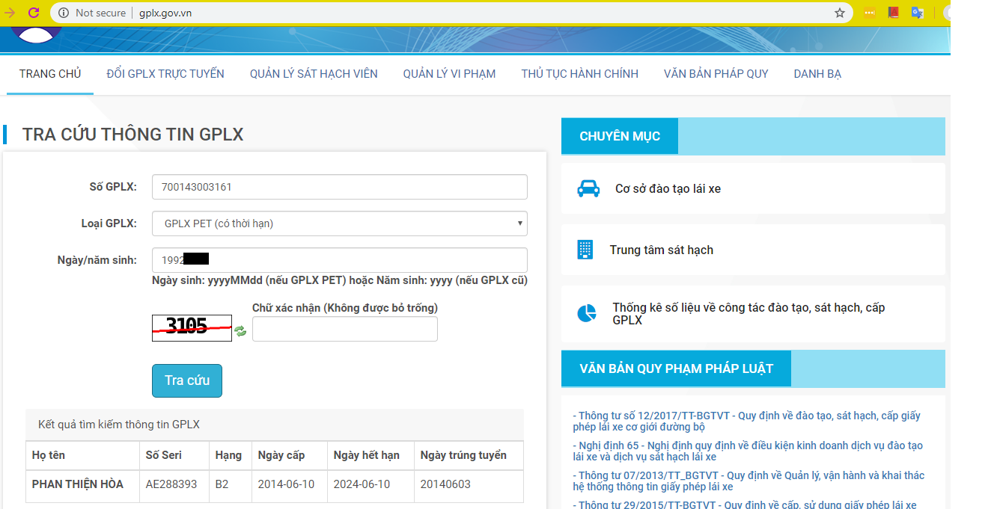 Not secure | gplx.gov.vn
TRANG CHỦ ĐỔI GPLX TRỰC TUYẾN QUẢN LÝ SÁT HẠCH VIÊN QUẢN LÝ VI PHẠM THỦ TỤC HÀNH CHÍNH VĂN BẢN PHÁP QUY DANH BẠ
TRA CỨU THÔNG TIN GPLX
Số GPLX: 700143003161
Loại GPLX: GPLX PET (có thời hạn)
Ngày/năm sinh: 1992
Ngày sinh: yyyyMMdd (nếu GPLX PET) hoặc Năm sinh: yyyy (nếu GPLX cũ)
Chữ xác nhận (Không được bỏ trống)
3105
Tra cứu
Kết quả tìm kiếm thông tin GPLX
Họ tên Số Seri Hạng Ngày cấp Ngày hết hạn Ngày trúng tuyển
PHAN THIỆN HÒA AE288393 B2 2014-06-10 2024-06-10 20140603
CHUYÊN MỤC
Cơ sở đào tạo lái xe
Trung tâm sát hạch
Thống kê số liệu về công tác đào tạo, sát hạch, cấp
GPLX
VĂN BẢN QUY PHẠM PHÁP LUẬT
- Thông tư số 12/2017/TT-BGTVT - Quy định về đào tạo, sát hạch, cấp giấy
phép lái xe cơ giới đường bộ
- Nghị định 65 - Nghị định quy định về điều kiện kinh doanh dịch vụ đào tạo
lái xe và dịch vụ sát hạch lái xe
- Thông tư 07/2013/TT_BGTVT - Quy định về Quản lý, vận hành và khai thác
hệ thống thông tin giấy phép lái xe
- Thông tư 29/2015/TT-BGTVT - Quy định về cấp, sử dụng giấy phép lái xe